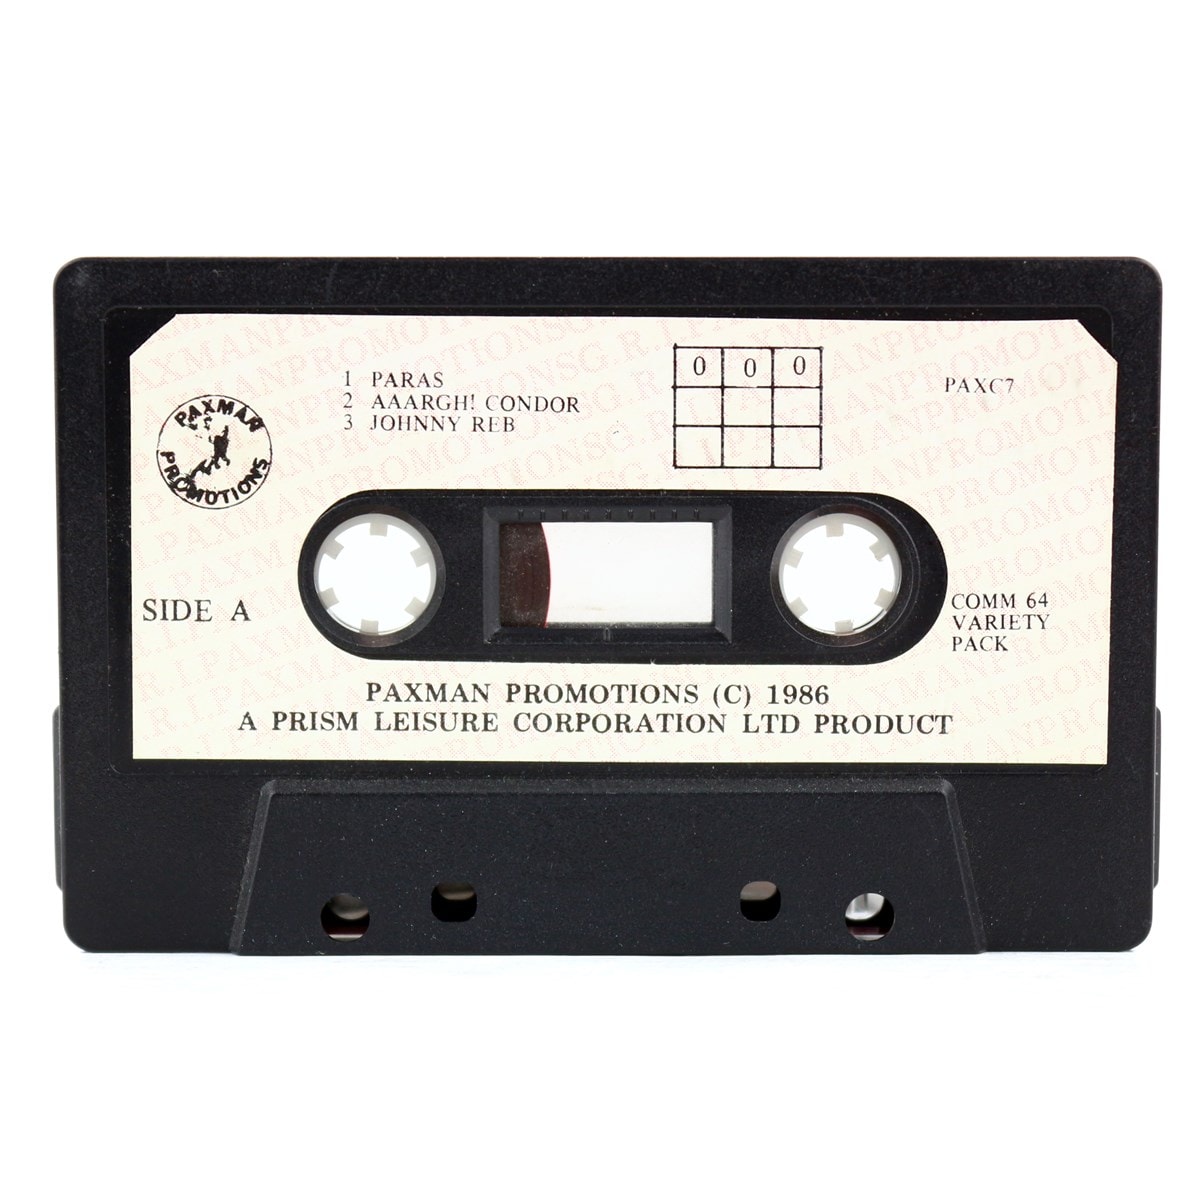 1 PARAS
2 AAARGH! CONDOR
3 JOHNNY REB
0 0 0
PAXC7
PAXMAN
PROMOTIONS
SIDE A
COMM 64
VARIETY
PACK
PAXMAN PROMOTIONS (C) 1986
A PRISM LEISURE CORPORATION LTD PRODUCT